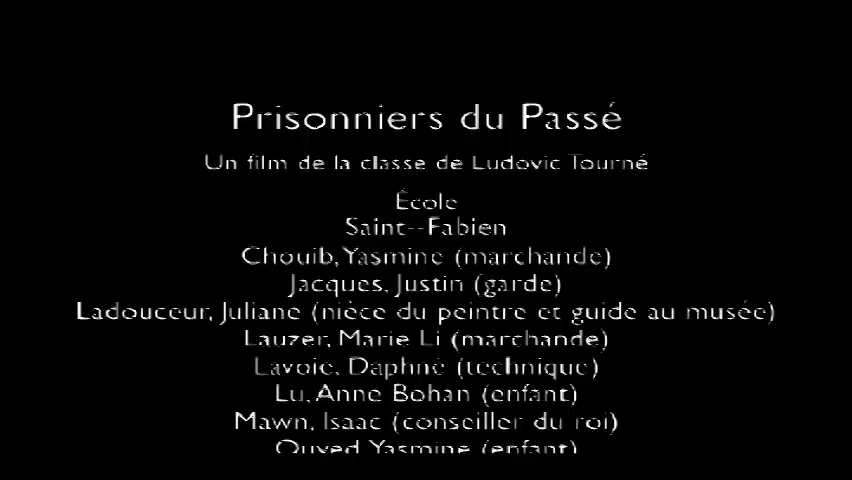 Prisonniers du Passé
Un film de la classe de Ludovic Tourné
École
Saint--Fabien
Chouib, Yasmine (marchande)
Jacques, Justin (garde)
Ladouceur, Juliane (nièce du peintre et guide au musée)
Lauzer, Marie Li (marchande)
Lavoie, Daphné (technique)
Lu, Anne Bohan (enfant)
Mawn, Isaac (conseiller du roi)
Yasmine (enfant)